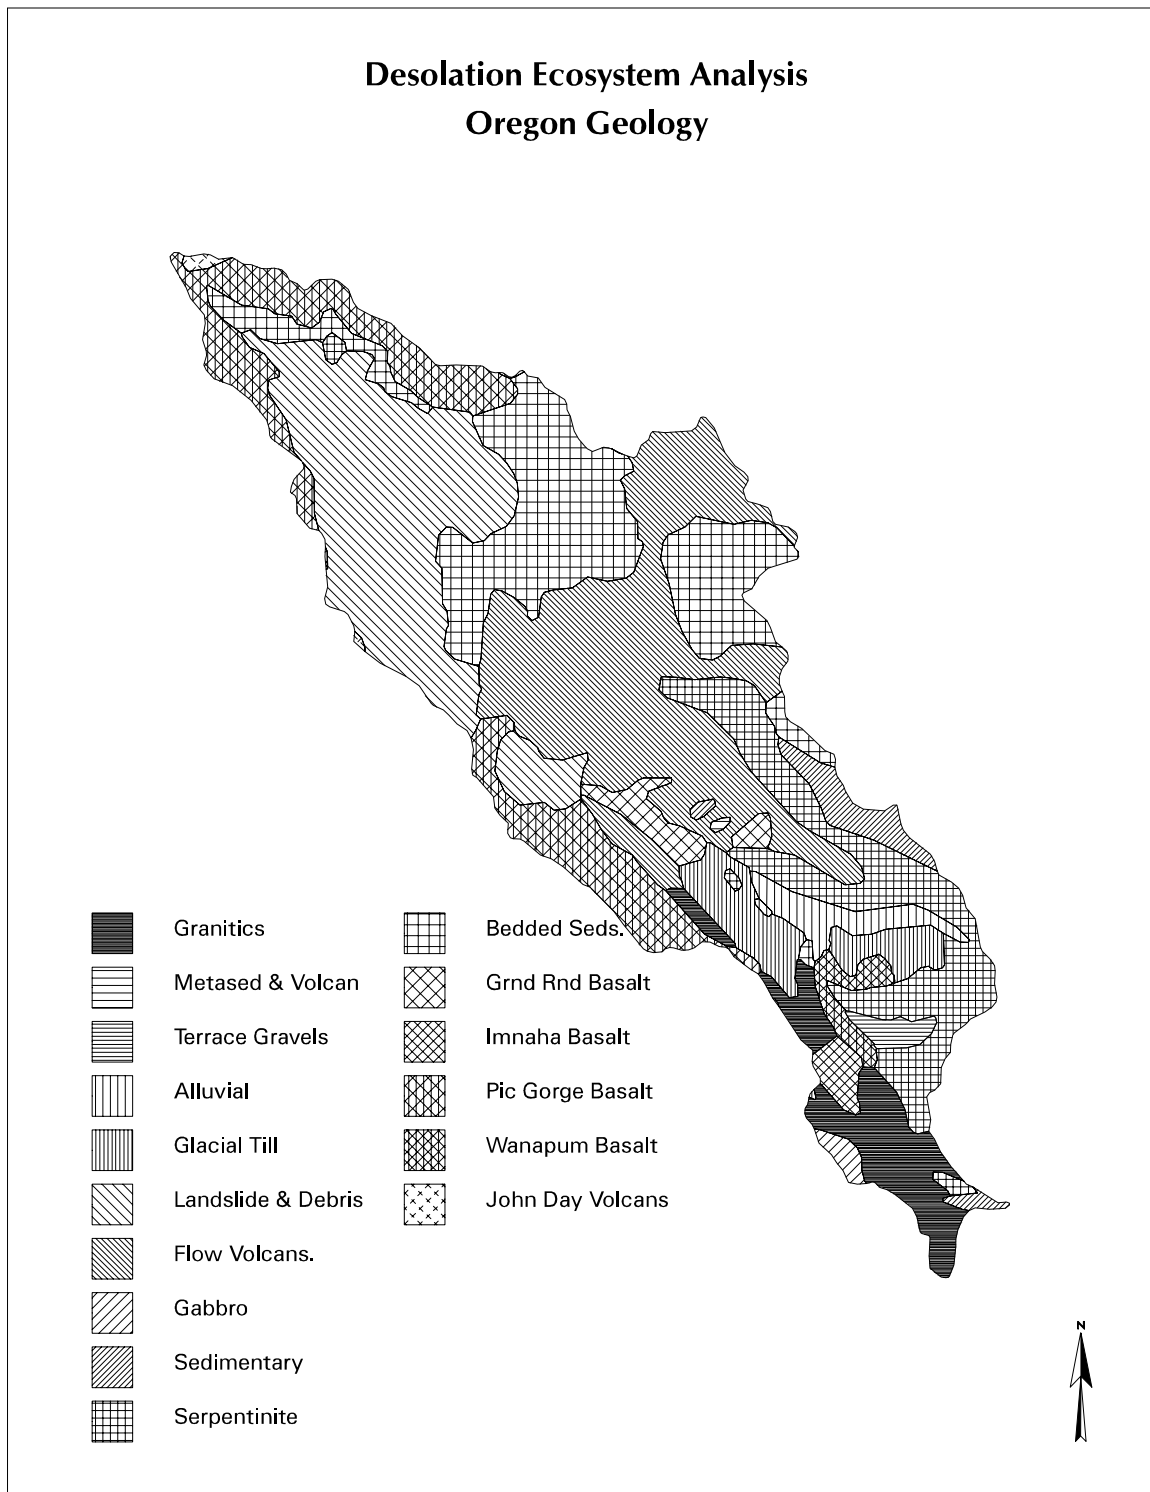 Desolation Ecosystem Analysis
Oregon Geology
Granitics
Metased & Volcan
Terrace Gravels
Alluvial
Glacial Till
Landslide & Debris
Flow Volcans.
Gabbro
Sedimentary
Serpentinite
Bedded Seds.
Grnd Rnd Basalt
Imnaha Basalt
Pic Gorge Basalt
Wanapum Basalt
John Day Volcans
N